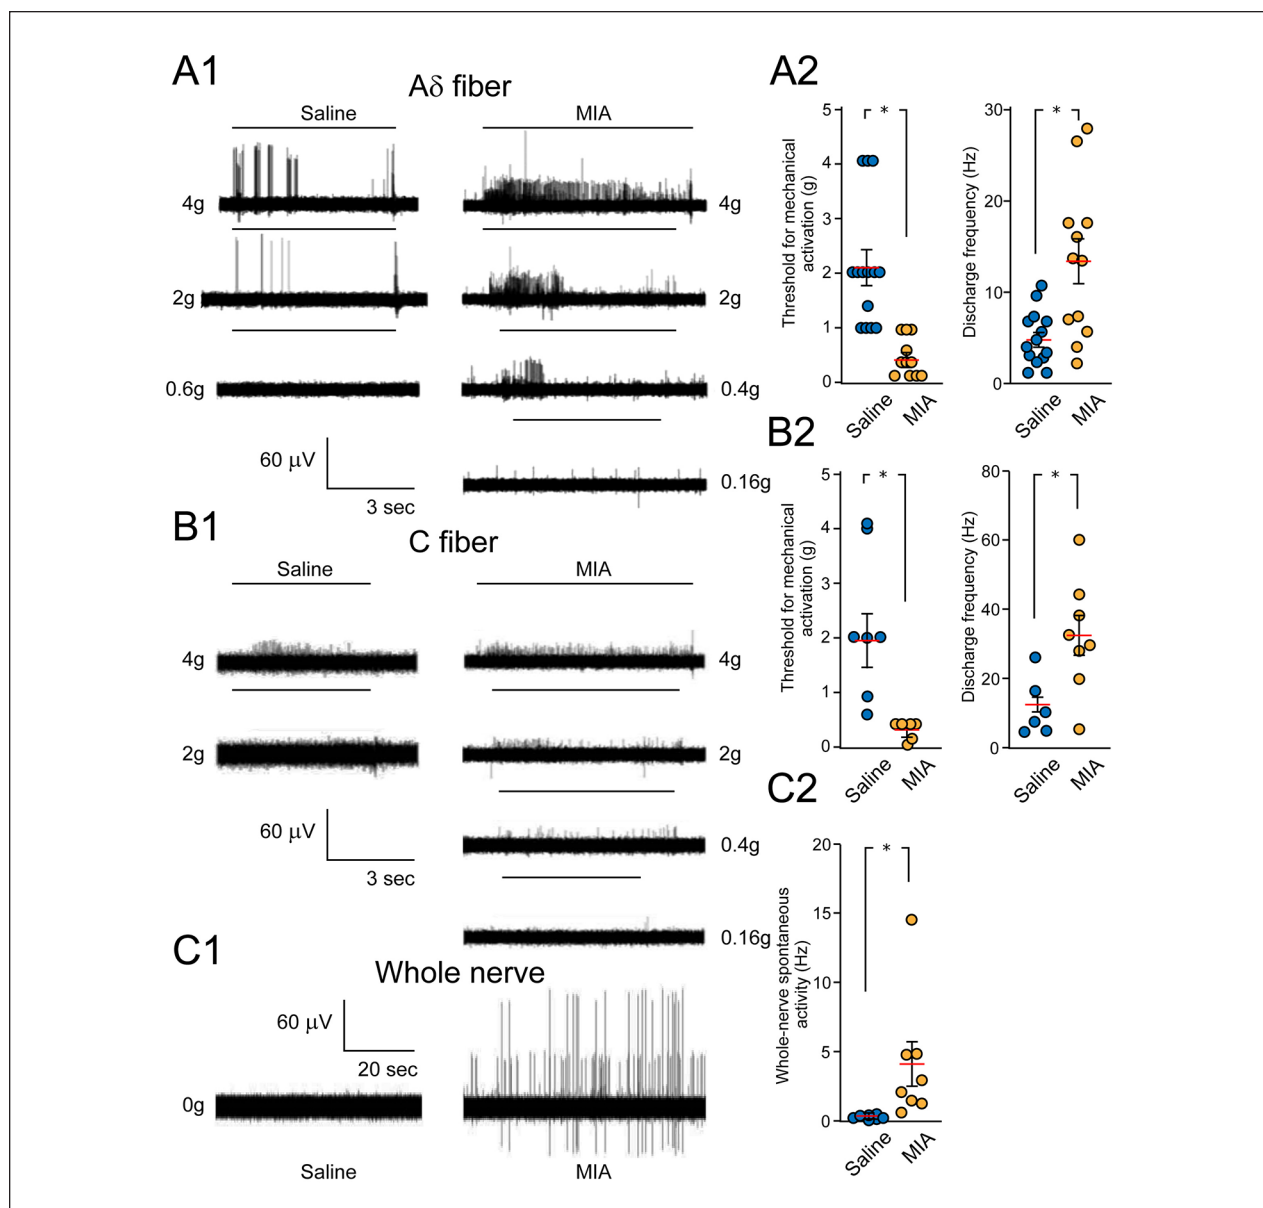 A1
Aδ fiber
Saline
MIA
4g
4g
2g
2g
0.6g
0.4g
60 μV
3 sec
0.16g
A2
Threshold for mechanical
activation (g)
5
4
3
2
1
0
*
Saline
MIA
Discharge frequency (Hz)
30
20
10
0
*
Saline
MIA
B1
C fiber
Saline
MIA
4g
4g
2g
2g
60 μV
3 sec
0.4g
0.16g
B2
Threshold for mechanical
activation (g)
5
4
3
2
1
0
*
Saline
MIA
Discharge frequency (Hz)
80
60
40
20
0
*
Saline
MIA
C1
Whole nerve
60 μV
20 sec
0g
Saline
MIA
C2
Whole-nerve spontaneous
activity (Hz)
20
15
10
5
0
*
Saline
MIA